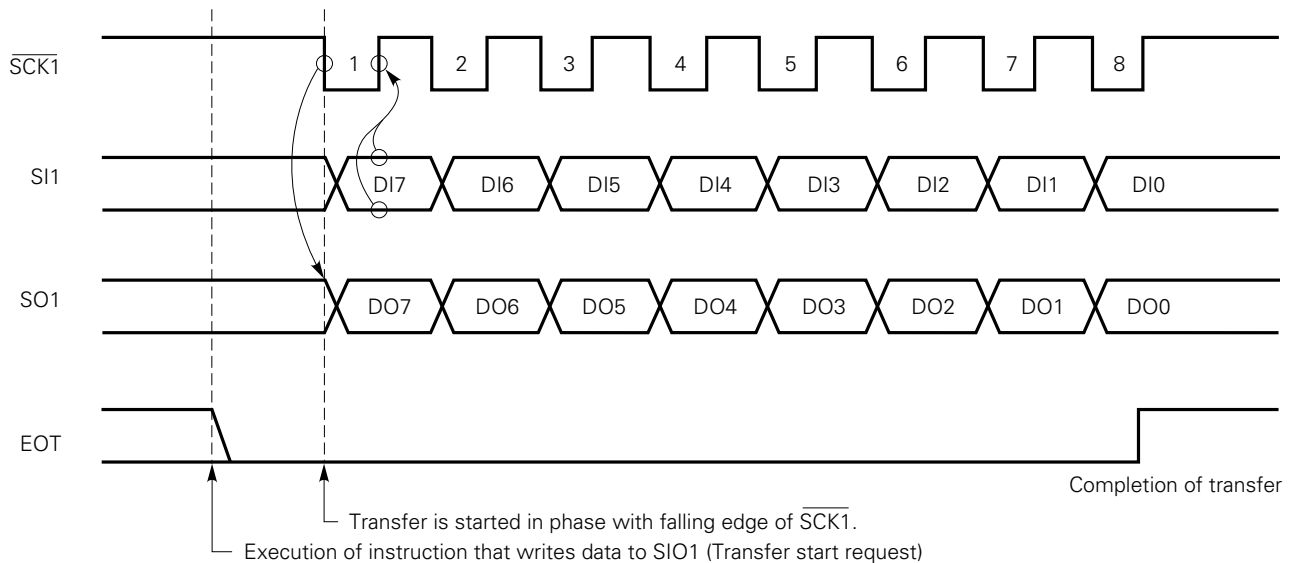 SCK1
1 2 3 4 5 6 7 8
SI1
DI7 DI6 DI5 DI4 DI3 DI2 DI1 DI0
SO1
DO7 DO6 DO5 DO4 DO3 DO2 DO1 DO0
EOT
Completion of transfer
Transfer is started in phase with falling edge of SCK1.
Execution of instruction that writes data to SIO1 (Transfer start request)